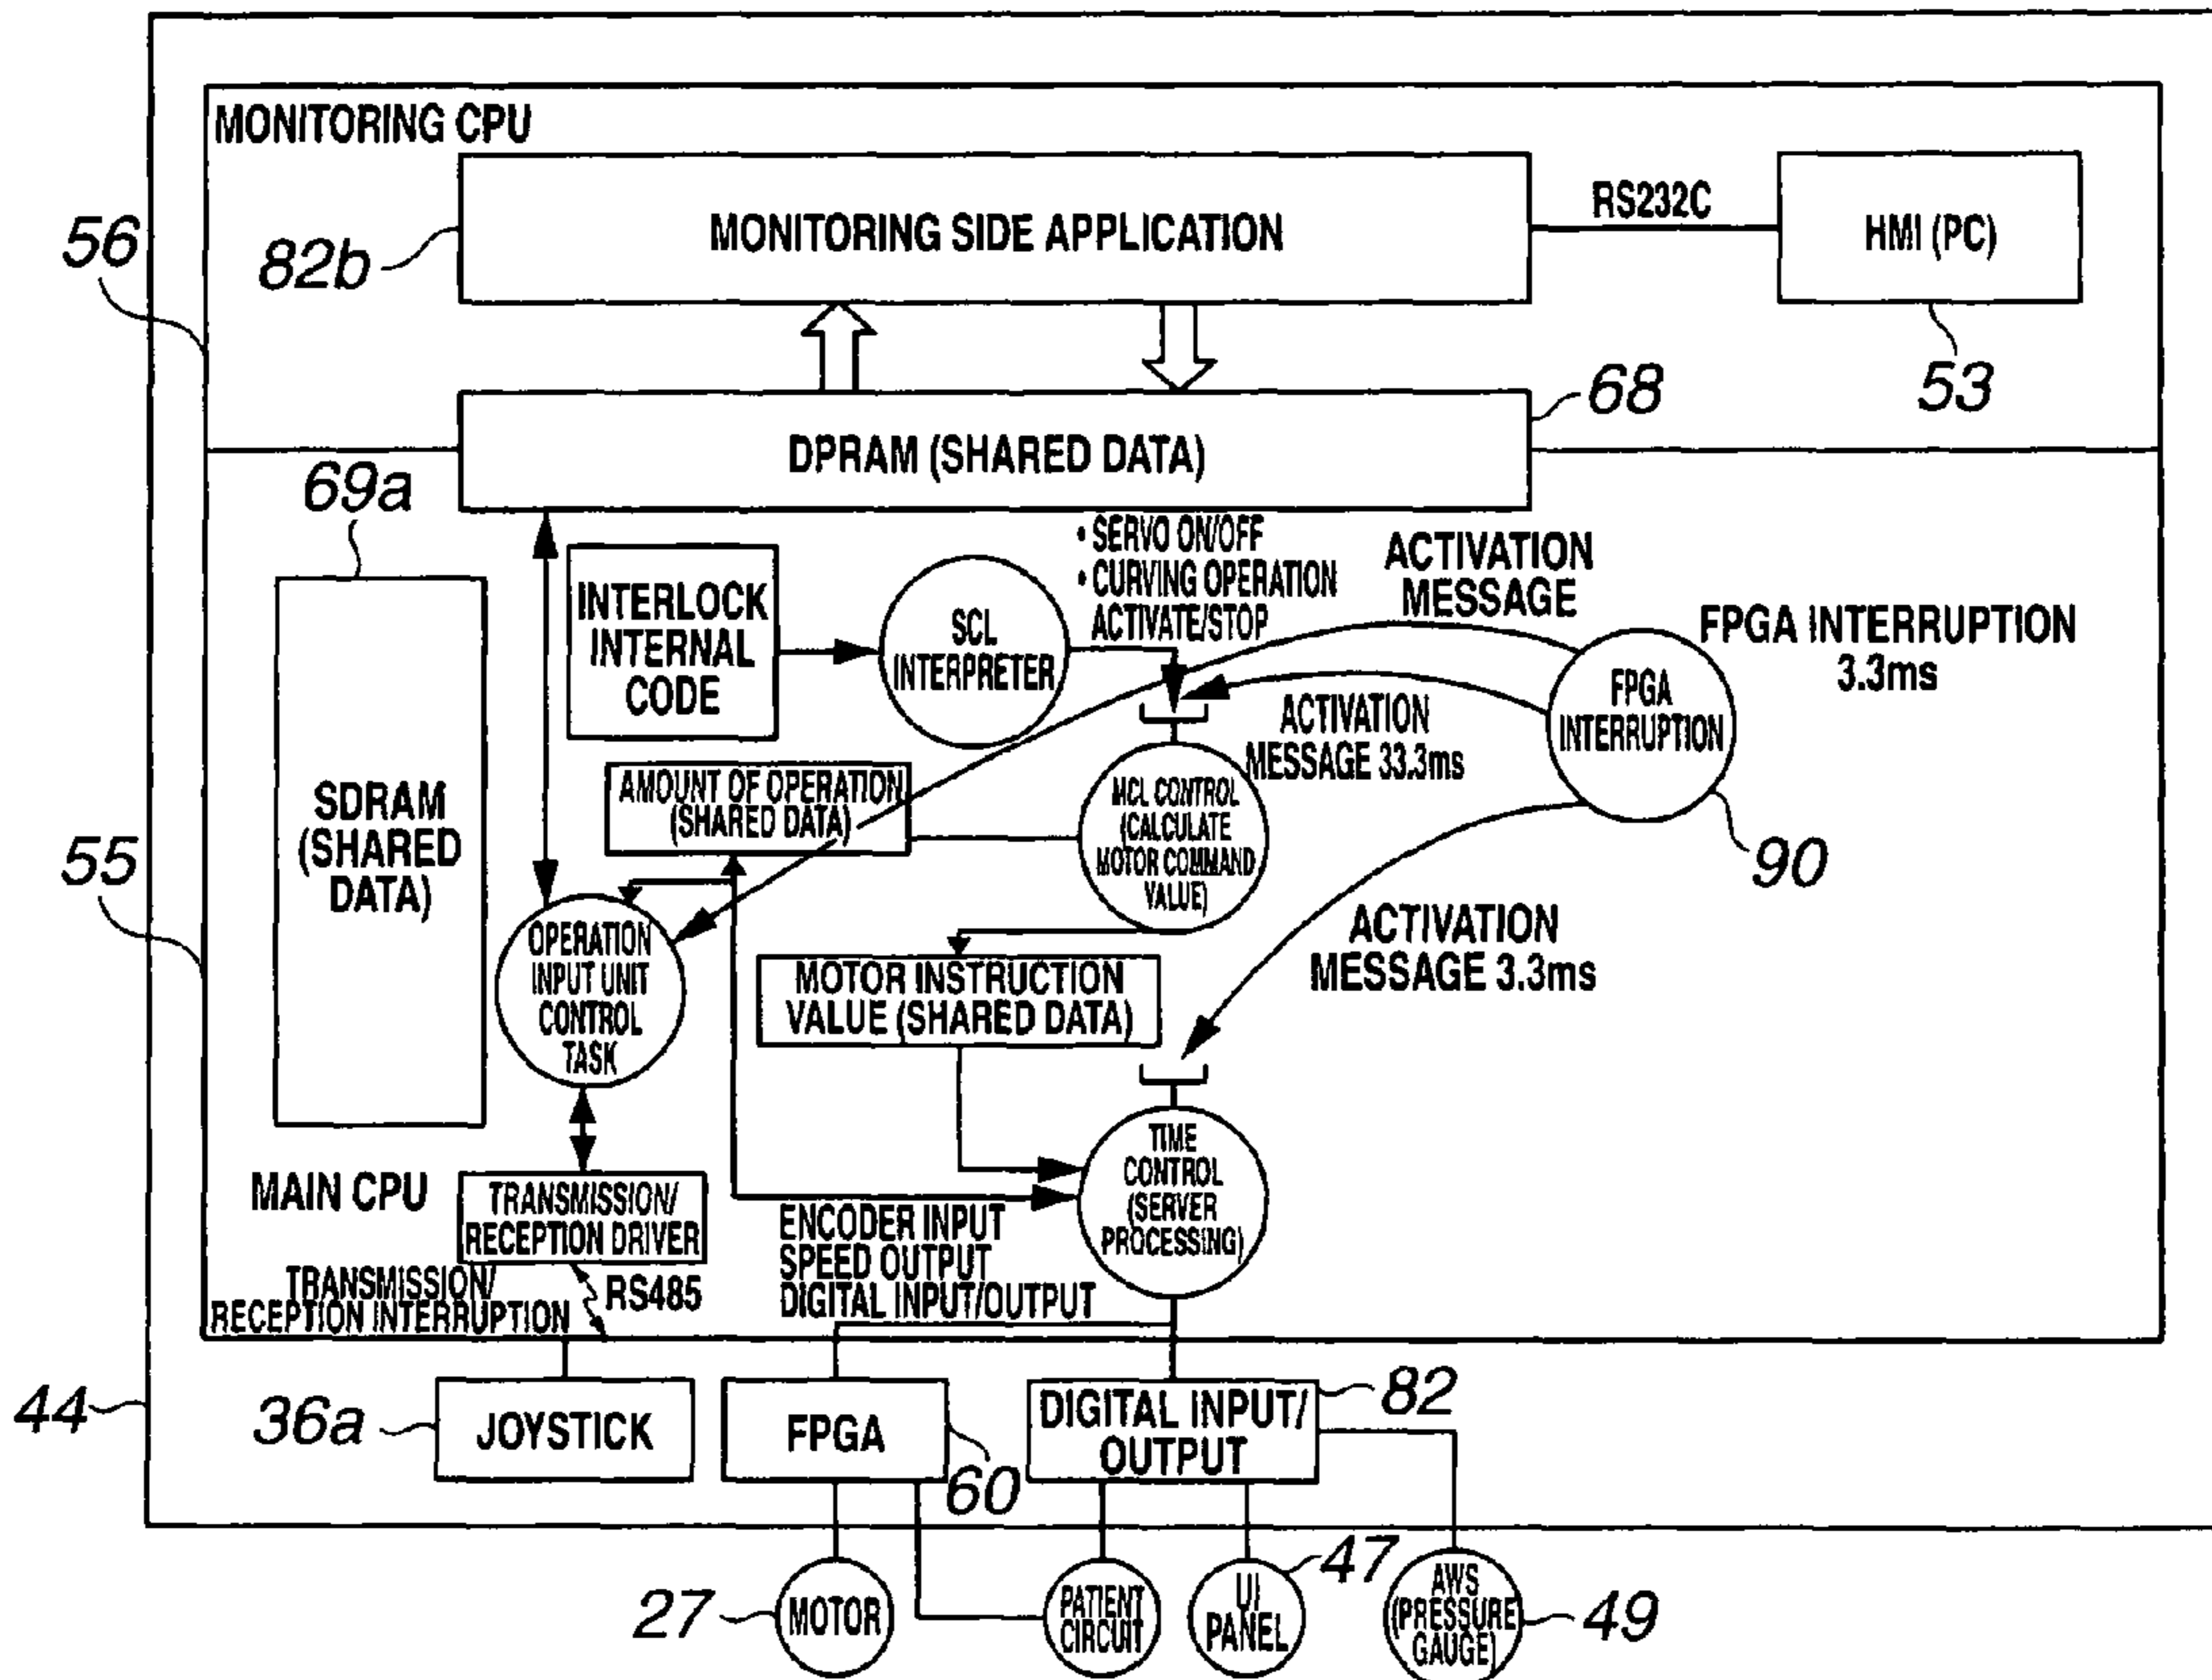 MONITORING CPU
MONITORING SIDE APPLICATION
RS232C
HMI (PC)
56
82b
53
68
DPRAM (SHARED DATA)
69a
• SERVO ON/OFF
• CURVING OPERATION
ACTIVATE/STOP
INTERLOCK
INTERNAL
CODE
SCL
INTERPRETER
ACTIVATION
MESSAGE
FPGA INTERRUPTION
3.3ms
FPGA
INTERRUPTION
ACTIVATION
MESSAGE 33.3ms
SDRAM
(SHARED
DATA)
AMOUNT OF OPERATION
(SHARED DATA)
MCL CONTROL
(CALCULATE
MOTOR COMMAND
VALUE)
90
55
OPERATION
INPUT UNIT
CONTROL
TASK
MOTOR INSTRUCTION
VALUE (SHARED DATA)
ACTIVATION
MESSAGE 3.3ms
TIME
CONTROL
(SERVER
PROCESSING)
MAIN CPU
TRANSMISSION/
RECEPTION DRIVER
ENCODER INPUT
SPEED OUTPUT
DIGITAL INPUT/OUTPUT
TRANSMISSION/
RECEPTION INTERRUPTION
RS485
44
36a
JOYSTICK
FPGA
60
DIGITAL INPUT/
OUTPUT
82
27
MOTOR
PATIENT
CIRCUIT
UI
PANEL
47
AWS
(PRESSURE
GAUGE)
49